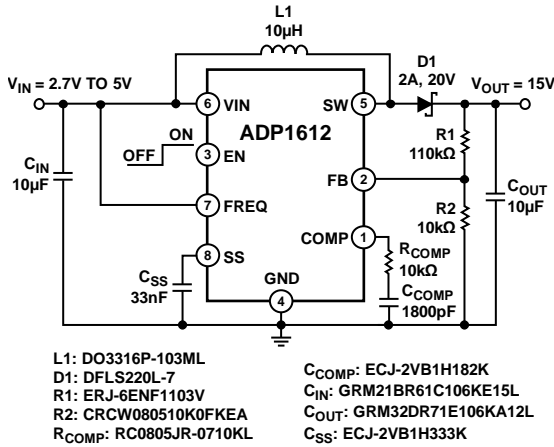 L1
10µH
D1
2A, 20V
VIN = 2.7V TO 5V
VOUT = 15V
6 VIN
SW 5
ADP1612
ON
OFF
3 EN
R1
110kΩ
CIN
10µF
FB 2
COUT
10µF
7 FREQ
R2
10kΩ
COMP 1
8 SS
RCOMP
10kΩ
CSS
33nF
GND
4
CCOMP
1800pF
L1: DO3316P-103ML
D1: DFLS220L-7
R1: ERJ-6ENF1103V
R2: CRCW080510K0FKEA
RCOMP: RC0805JR-0710KL
CCOMP: ECJ-2VB1H182K
CIN: GRM21BR61C106KE15L
COUT: GRM32DR71E106KA12L
CSS: ECJ-2VB1H333K